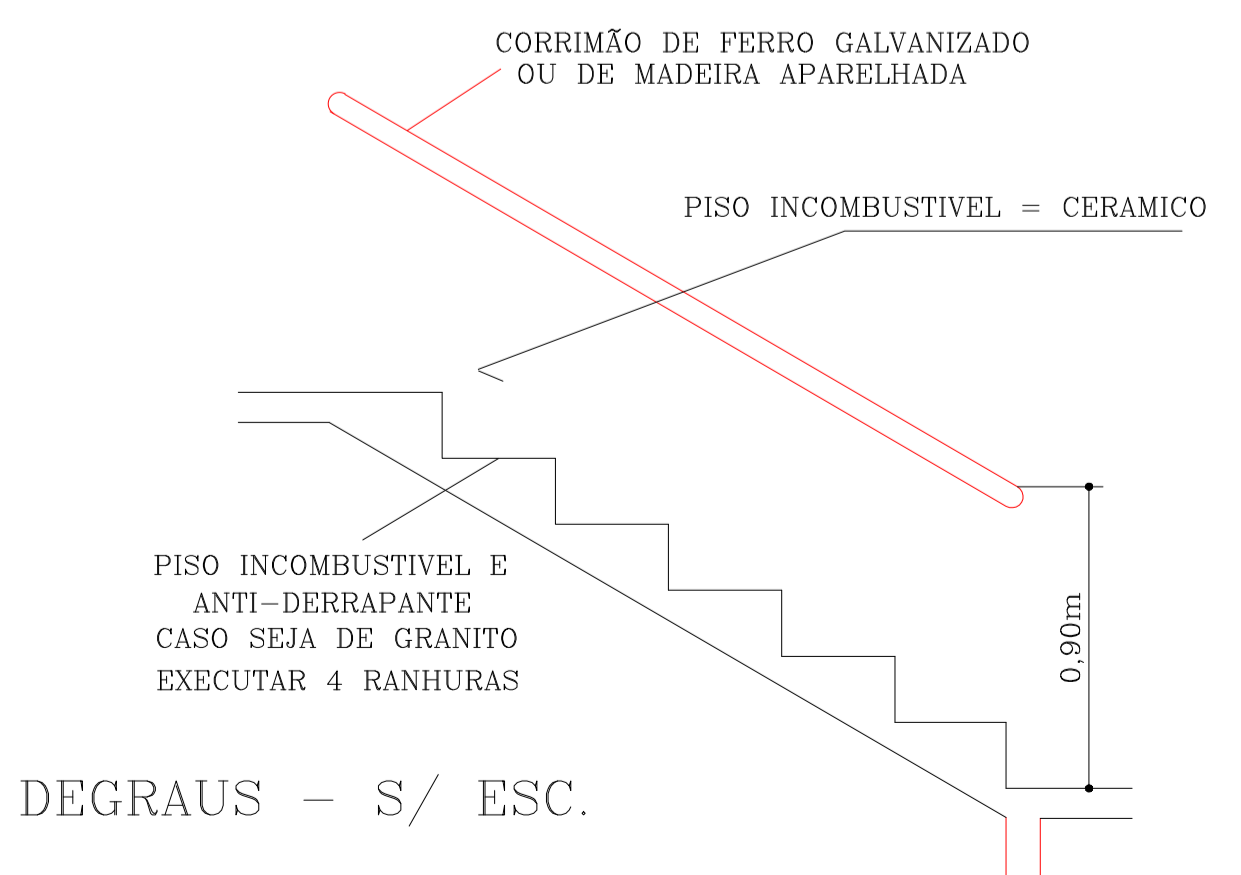 CORRIMÃO DE FERRO GALVANIZADO
OU DE MADEIRA APARELHADA
PISO INCOMBUSTIVEL = CERAMICO
PISO INCOMBUSTIVEL E
ANTI-DERRAPANTE
CASO SEJA DE GRANITO
EXECUTAR 4 RANHURAS
0,90m
DEGRAUS - S/ ESC.